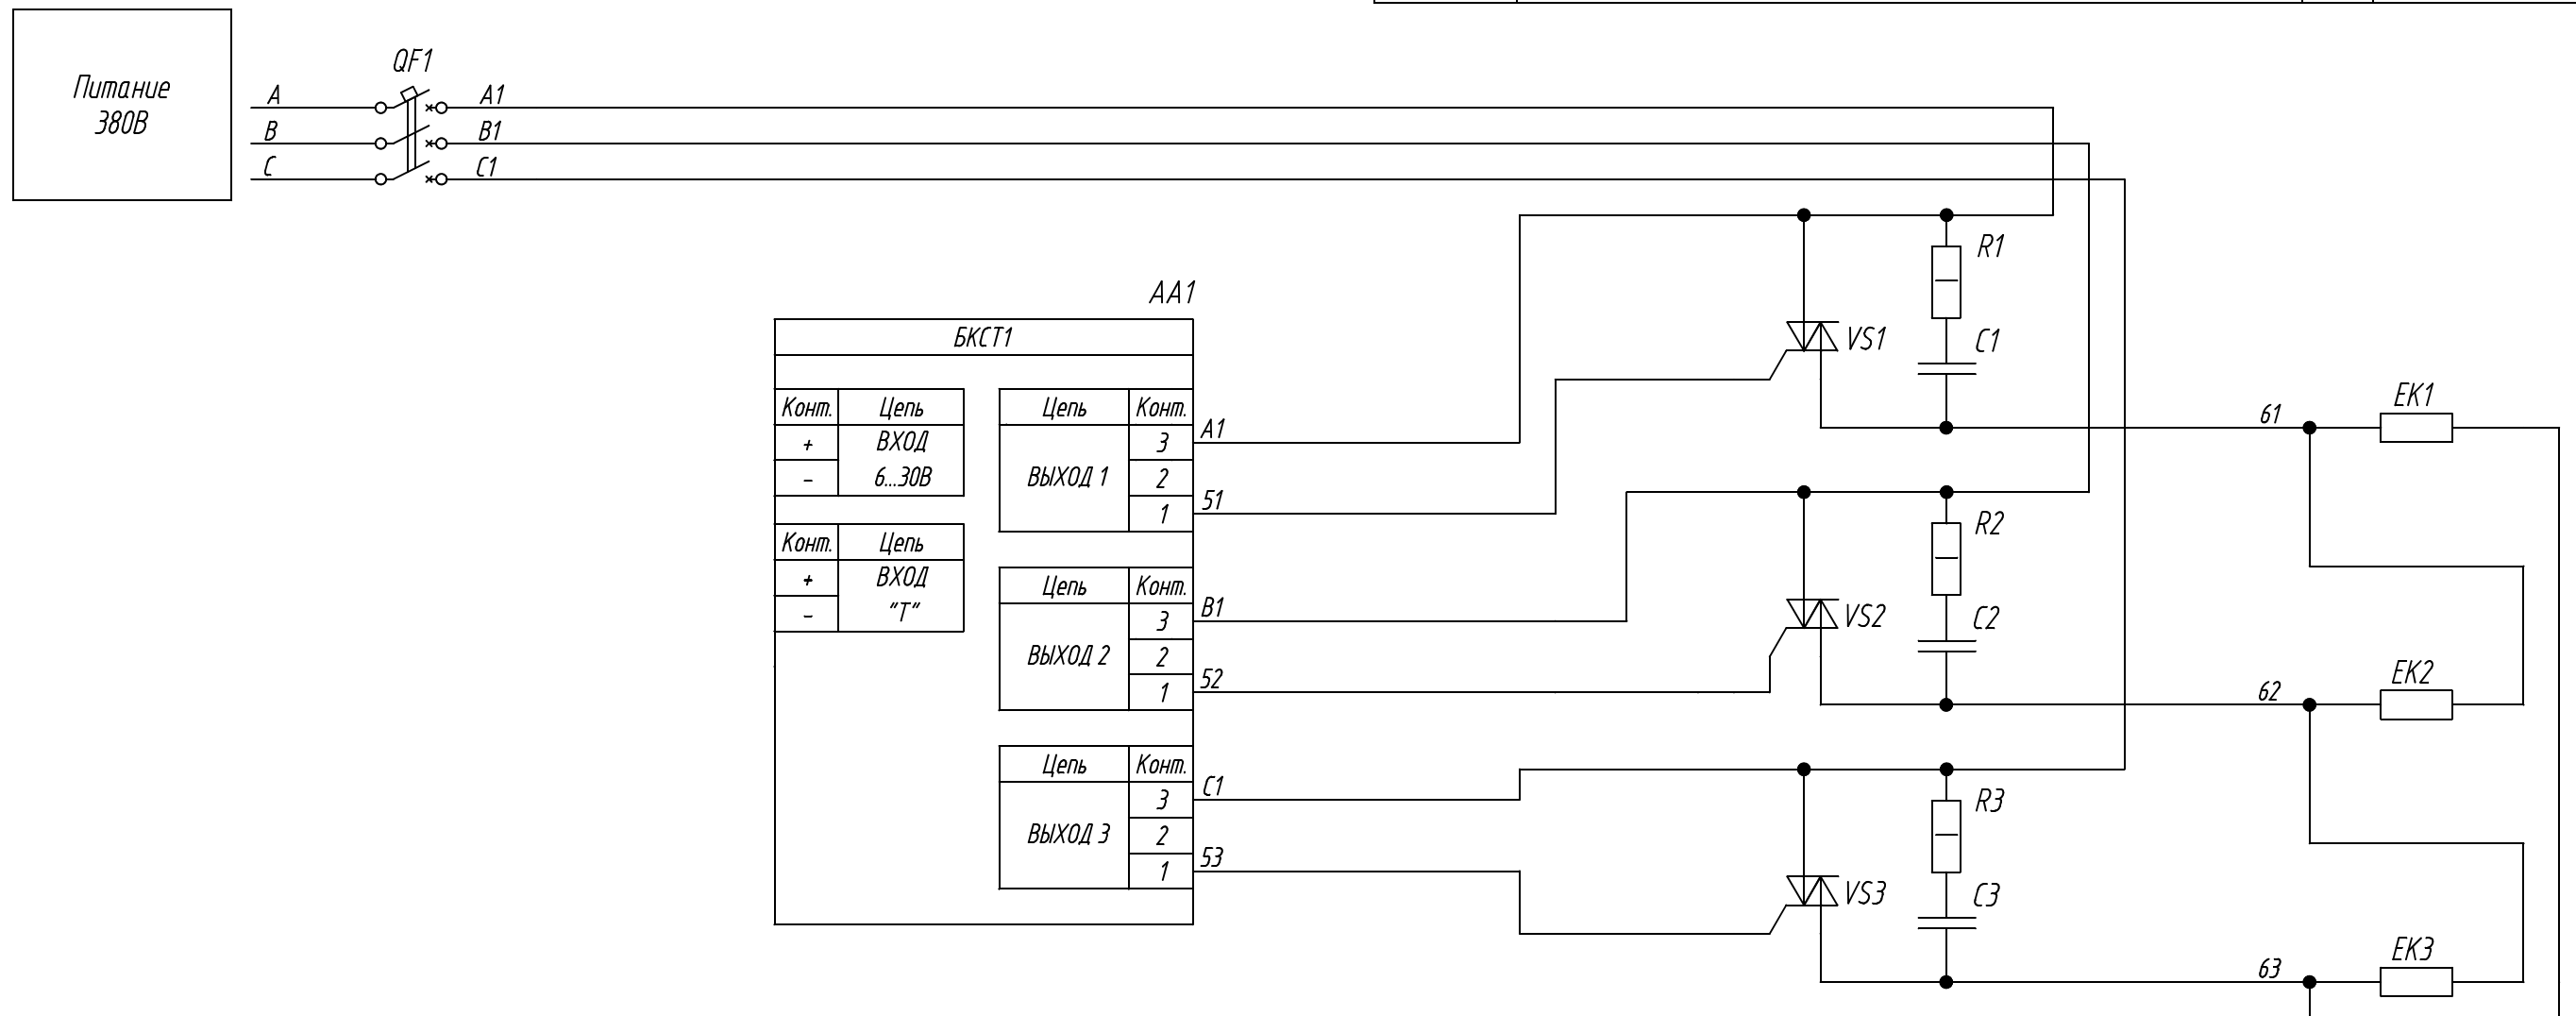 Питание
380В
QF1
A
A1
B
B1
C
C1
AA1
БКСТ1
Конт. Цепь
+ ВХОД
- 6...30В
Конт. Цепь
+ ВХОД
- "Т"
Цепь Конт.
ВЫХОД 1
3
2
1
A1
51
Цепь Конт.
ВЫХОД 2
3
2
1
B1
52
Цепь Конт.
ВЫХОД 3
3
2
1
C1
53
R1
VS1
C1
61
EK1
R2
VS2
C2
62
EK2
R3
VS3
C3
63
EK3